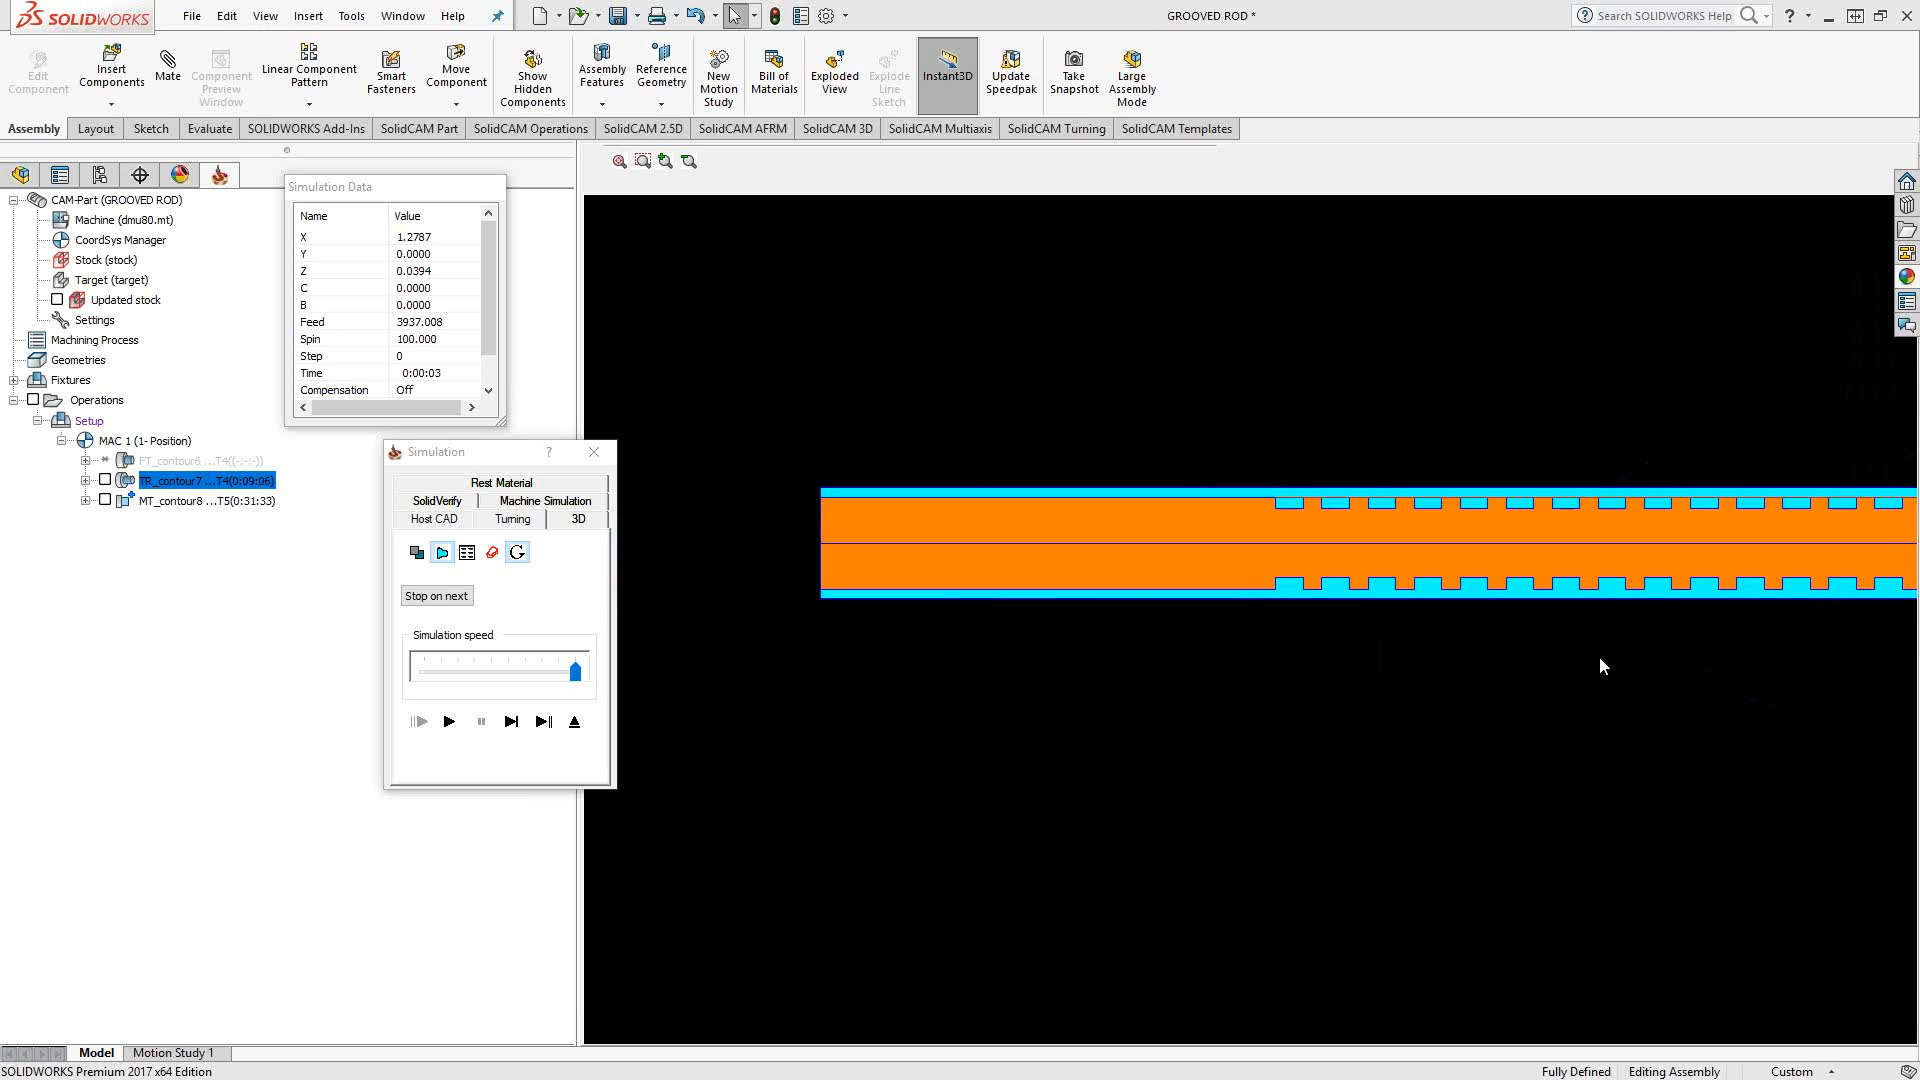 SOLIDWORKS
File Edit View Insert Tools Window Help
GROOVED ROD *
Search SOLIDWORKS Help
?
Edit Component
Insert Components
Mate
Component Preview Window
Linear Component Pattern
Smart Fasteners
Move Component
Show Hidden Components
Assembly Features
Reference Geometry
New Motion Study
Bill of Materials
Exploded View
Explode Line Sketch
Instant3D
Update Speedpak
Take Snapshot
Large Assembly Mode
Assembly Layout Sketch Evaluate SOLIDWORKS Add-Ins SolidCAM Part SolidCAM Operations SolidCAM 2.5D SolidCAM AFRM SolidCAM 3D SolidCAM Multiaxis SolidCAM Turning SolidCAM Templates
CAM-Part (GROOVED ROD)
Machine (dmu80.mt)
CoordSys Manager
Stock (stock)
Target (target)
Updated stock
Settings
Machining Process
Geometries
Fixtures
Operations
Setup
MAC 1 (1- Position)
FT_contour6 ...T4((-:-:-))
TR_contour7 ...T4(0:09:06)
MT_contour8 ...T5(0:31:33)
Simulation Data
Name Value
X 1.2787
Y 0.0000
Z 0.0394
C 0.0000
B 0.0000
Feed 3937.008
Spin 100.000
Step 0
Time 0:00:03
Compensation Off
Simulation
?
Rest Material
SolidVerify Machine Simulation
Host CAD Turning 3D
Stop on next
Simulation speed
Model Motion Study 1
SOLIDWORKS Premium 2017 x64 Edition
Fully Defined Editing Assembly Custom